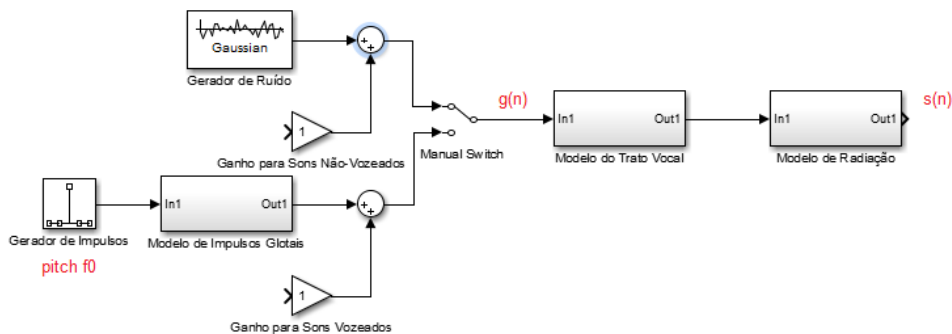 Gaussian
Gerador de Ruído
+
+
1
Ganho para Sons Não-Vozeados
Manual Switch
g(n)
In1 Out1
Modelo do Trato Vocal
In1 Out1
Modelo de Radiação
s(n)
Gerador de Impulsos
pitch f0
In1 Out1
Modelo de Impulsos Glotais
+
+
1
Ganho para Sons Vozeados